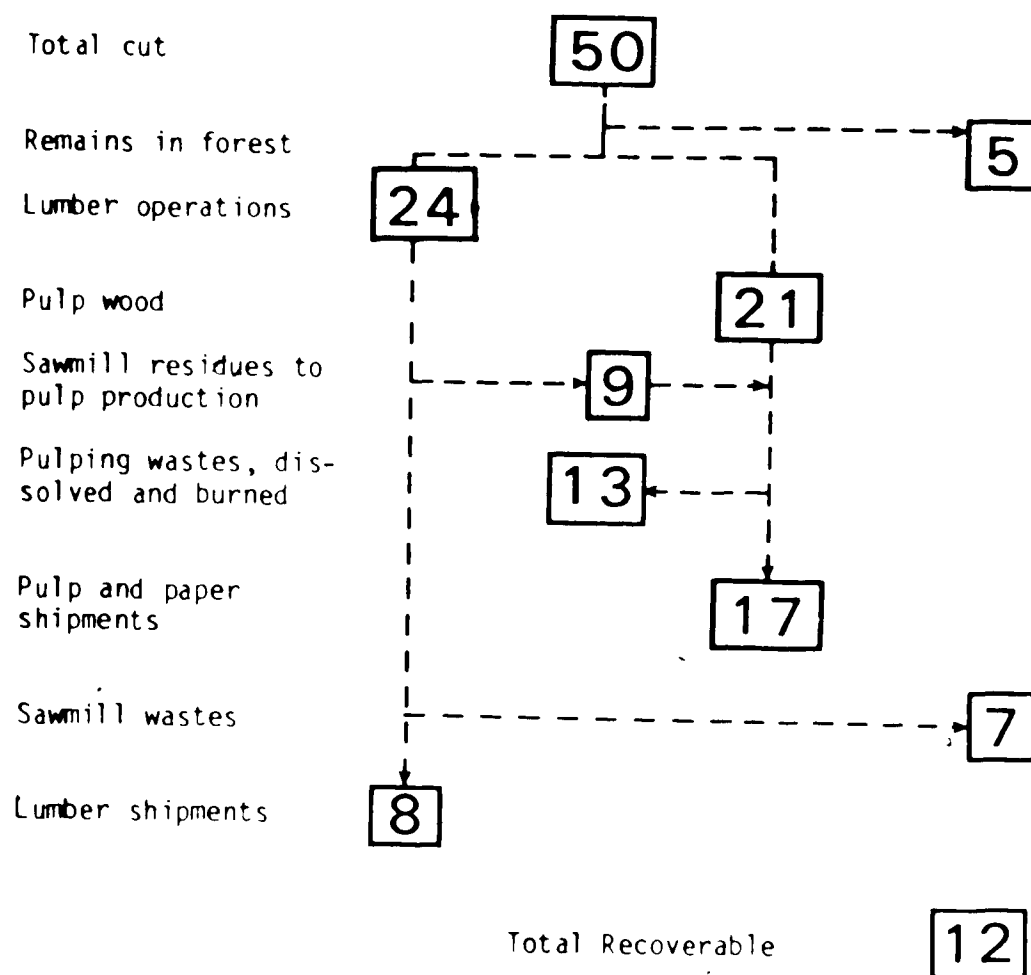 Total cut
50
Remains in forest
5
Lumber operations
24
Pulp wood
21
Sawmill residues to
pulp production
9
Pulping wastes, dis-
solved and burned
13
Pulp and paper
shipments
17
Sawmill wastes
7
Lumber shipments
8
Total Recoverable
12